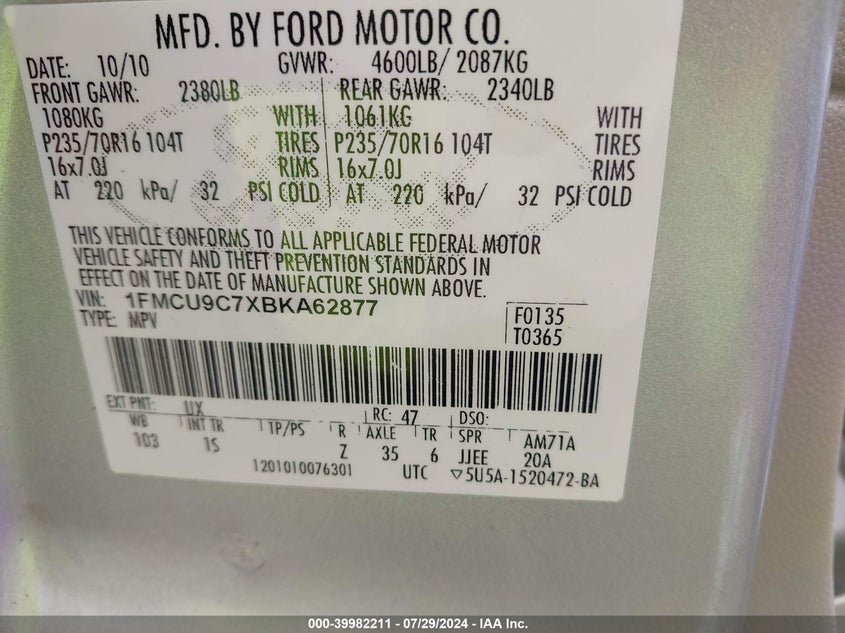 MFD. BY FORD MOTOR CO.
DATE: 10/10 GVWR: 4600LB/ 2087KG
FRONT GAWR: 2380LB REAR GAWR: 2340LB
1080KG WITH 1061KG WITH
P235/70R16 104T TIRES P235/70R16 104T TIRES
16x7.0J RIMS 16x7.0J RIMS
AT 220 kPa/ 32 PSI COLD AT 220 kPa/ 32 PSI COLD
THIS VEHICLE CONFORMS TO ALL APPLICABLE FEDERAL MOTOR
VEHICLE SAFETY AND THEFT PREVENTION STANDARDS IN
EFFECT ON THE DATE OF MANUFACTURE SHOWN ABOVE.
VIN: 1FMCU9C7XBKA62877
TYPE: MPV
F0135
T0365
EXT PNT: UX RC: 47 DSO:
WB INT TR TP/PS R AXLE TR SPR AM71A
103 1S Z 35 6 JJEE 20A
1201010076301 UTC ▽5U5A-1520472-BA
000-39982211 - 07/29/2024 - IAA Inc.